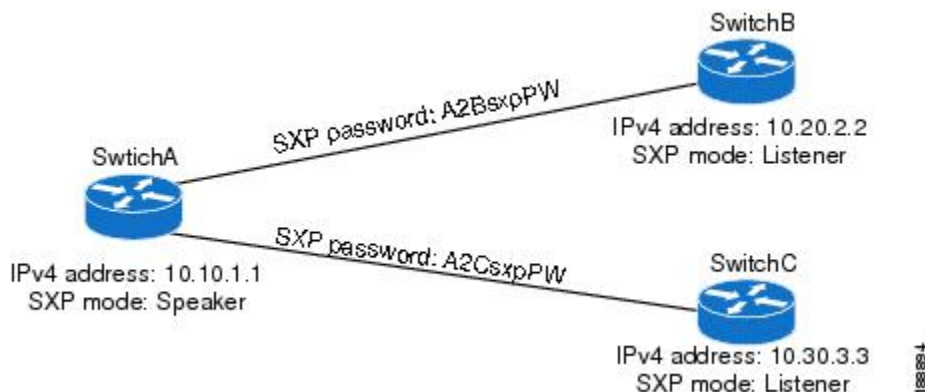 SwitchB
SXP password: A2BsxpPW
IPv4 address: 10.20.2.2
SXP mode: Listener
SwtichA
IPv4 address: 10.10.1.1
SXP mode: Speaker
SXP password: A2CsxpPW
SwitchC
IPv4 address: 10.30.3.3
SXP mode: Listener